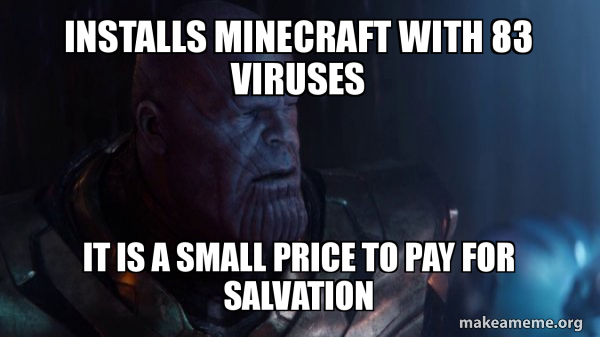 INSTALLS MINECRAFT WITH 83
VIRUSES
IT IS A SMALL PRICE TO PAY FOR
SALVATION
makeameme.org